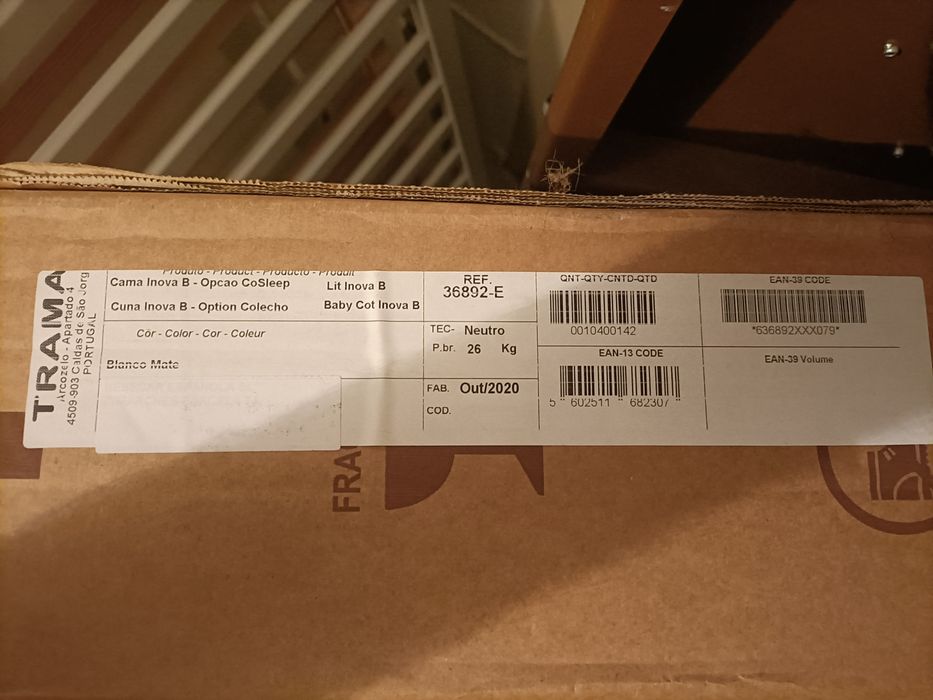 TRAMA
Arcozelo - Apartado 4
4509-903 Caldas de São Jorg
PORTUGAL
Produto - Product - Producto - Produit
Cama Inova B - Opcao CoSleep
Lit Inova B
Cuna Inova B - Option Colecho
Baby Cot Inova B
Côr - Color - Cor - Coleur
Blanco Mate
REF.
36892-E
TEC- Neutro
P.br. 26 Kg
FAB. Out/2020
COD.
QNT-QTY-CNTD-QTD
0010400142
EAN-13 CODE
5 602511 682307
EAN-39 CODE
*636892XXX079*
EAN-39 Volume
FRA